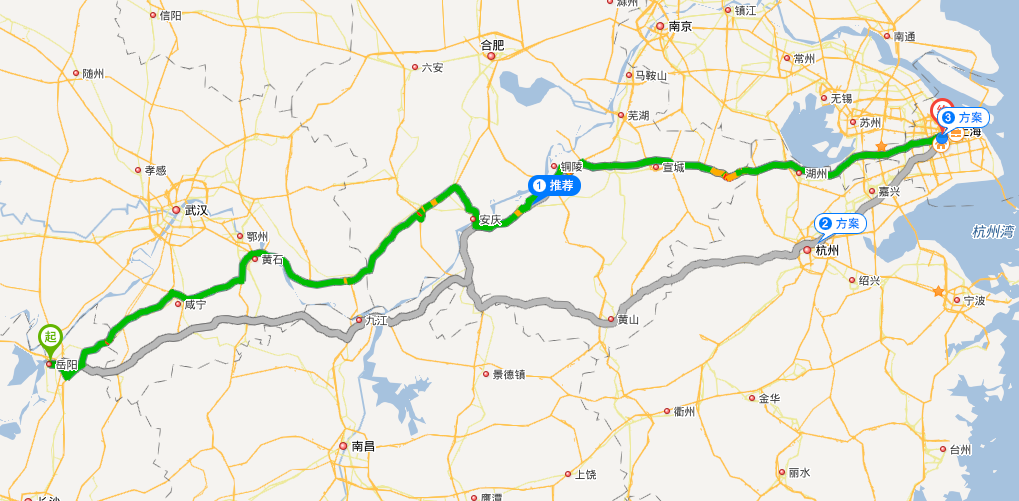 信阳
滁州
镇江
南京
南通
合肥
常州
随州
六安
马鞍山
无锡
芜湖
苏州
3 方案
上海
孝感
铜陵
宣城
湖州
1 推荐
嘉兴
武汉
安庆
2 方案
杭州湾
鄂州
杭州
黄石
绍兴
宁波
咸宁
九江
黄山
起
岳阳
景德镇
金华
衢州
南昌
台州
上饶
丽水
长沙
鹰潭